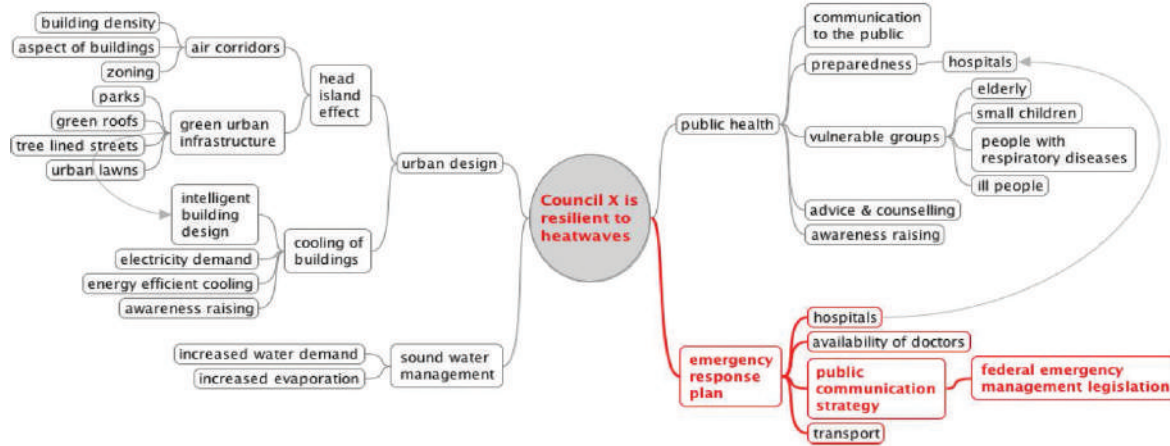 building density
aspect of buildings
zoning
air corridors
parks
green roofs
tree lined streets
urban lawns
green urban
infrastructure
head
island
effect
intelligent
building
design
electricity demand
energy efficient cooling
awareness raising
cooling of
buildings
urban design
increased water demand
increased evaporation
sound water
management
Council X is
resilient to
heatwaves
public health
communication
to the public
preparedness
hospitals
vulnerable groups
elderly
small children
people with
respiratory diseases
ill people
advice & counselling
awareness raising
emergency
response
plan
hospitals
availability of doctors
public
communication
strategy
federal emergency
management legislation
transport